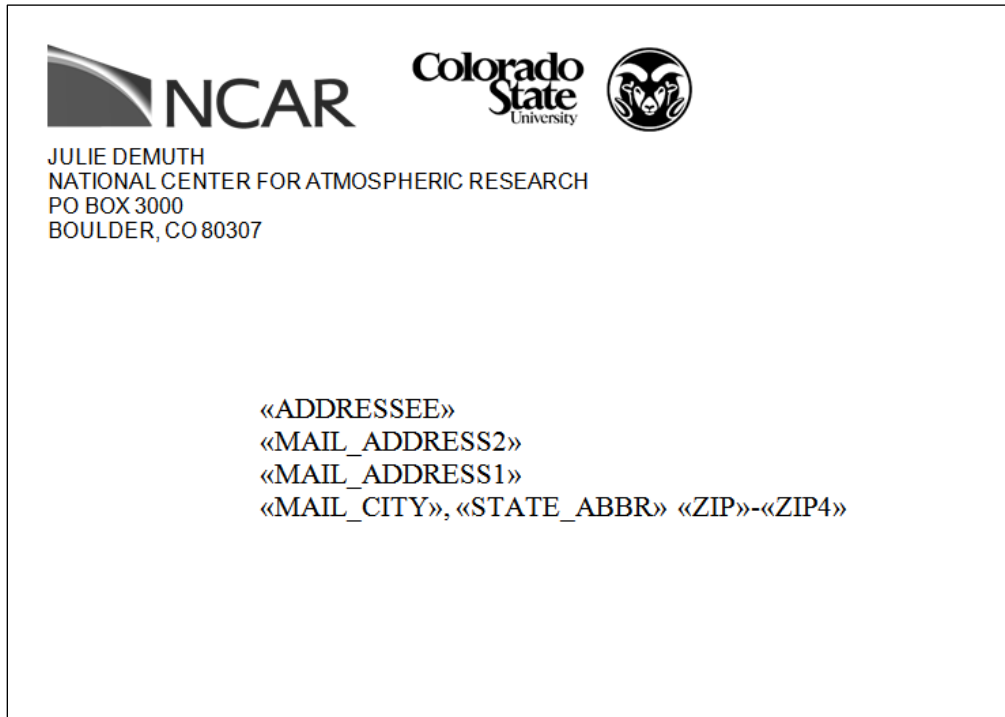 NCAR
Colorado
State
University
JULIE DEMUTH
NATIONAL CENTER FOR ATMOSPHERIC RESEARCH
PO BOX 3000
BOULDER, CO 80307
«ADDRESSEE»
«MAIL_ADDRESS2»
«MAIL_ADDRESS1»
«MAIL_CITY», «STATE_ABBR» «ZIP»-«ZIP4»